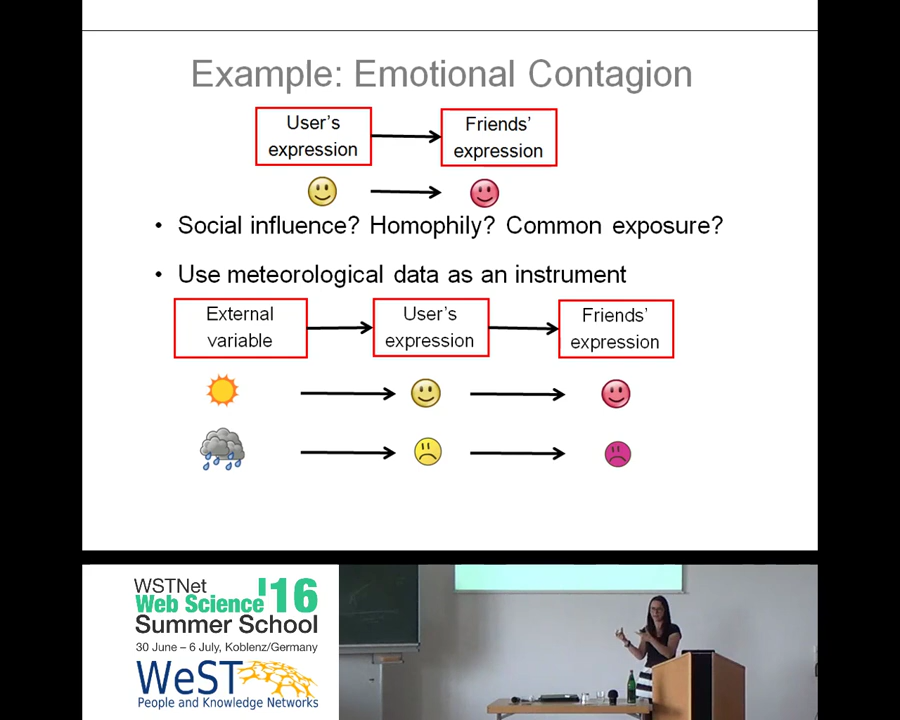 Example: Emotional Contagion
User's
expression
Friends'
expression
• Social influence? Homophily? Common exposure?
• Use meteorological data as an instrument
External
variable
User's
expression
Friends'
expression
WSTNet
Web Science '16
Summer School
30 June – 6 July, Koblenz/Germany
WeST
People and Knowledge Networks